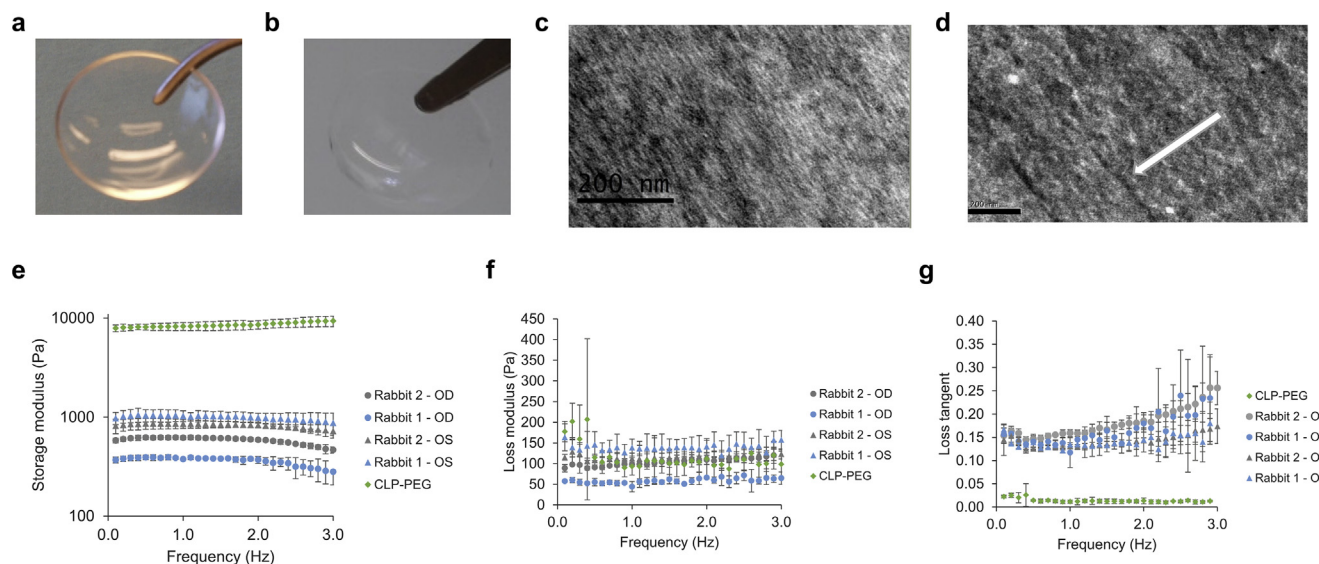 a
b
c
d
200 nm
200 nm
e
f
g
Storage modulus (Pa)
10000
1000
100
0.0 1.0 2.0 3.0
Frequency (Hz)
Rabbit 2 - OD
Rabbit 1 - OD
Rabbit 2 - OS
Rabbit 1 - OS
CLP-PEG
Loss modulus (Pa)
450
400
350
300
250
200
150
100
50
0
0.0 1.0 2.0 3.0
Frequency (Hz)
Rabbit 2 - OD
Rabbit 1 - OD
Rabbit 2 - OS
Rabbit 1 - OS
CLP-PEG
Loss tangent
0.40
0.35
0.30
0.25
0.20
0.15
0.10
0.05
0.00
0.0 1.0 2.0 3.0
Frequency (Hz)
CLP-PEG
Rabbit 2 - O
Rabbit 1 - O
Rabbit 2 - O
Rabbit 1 - O